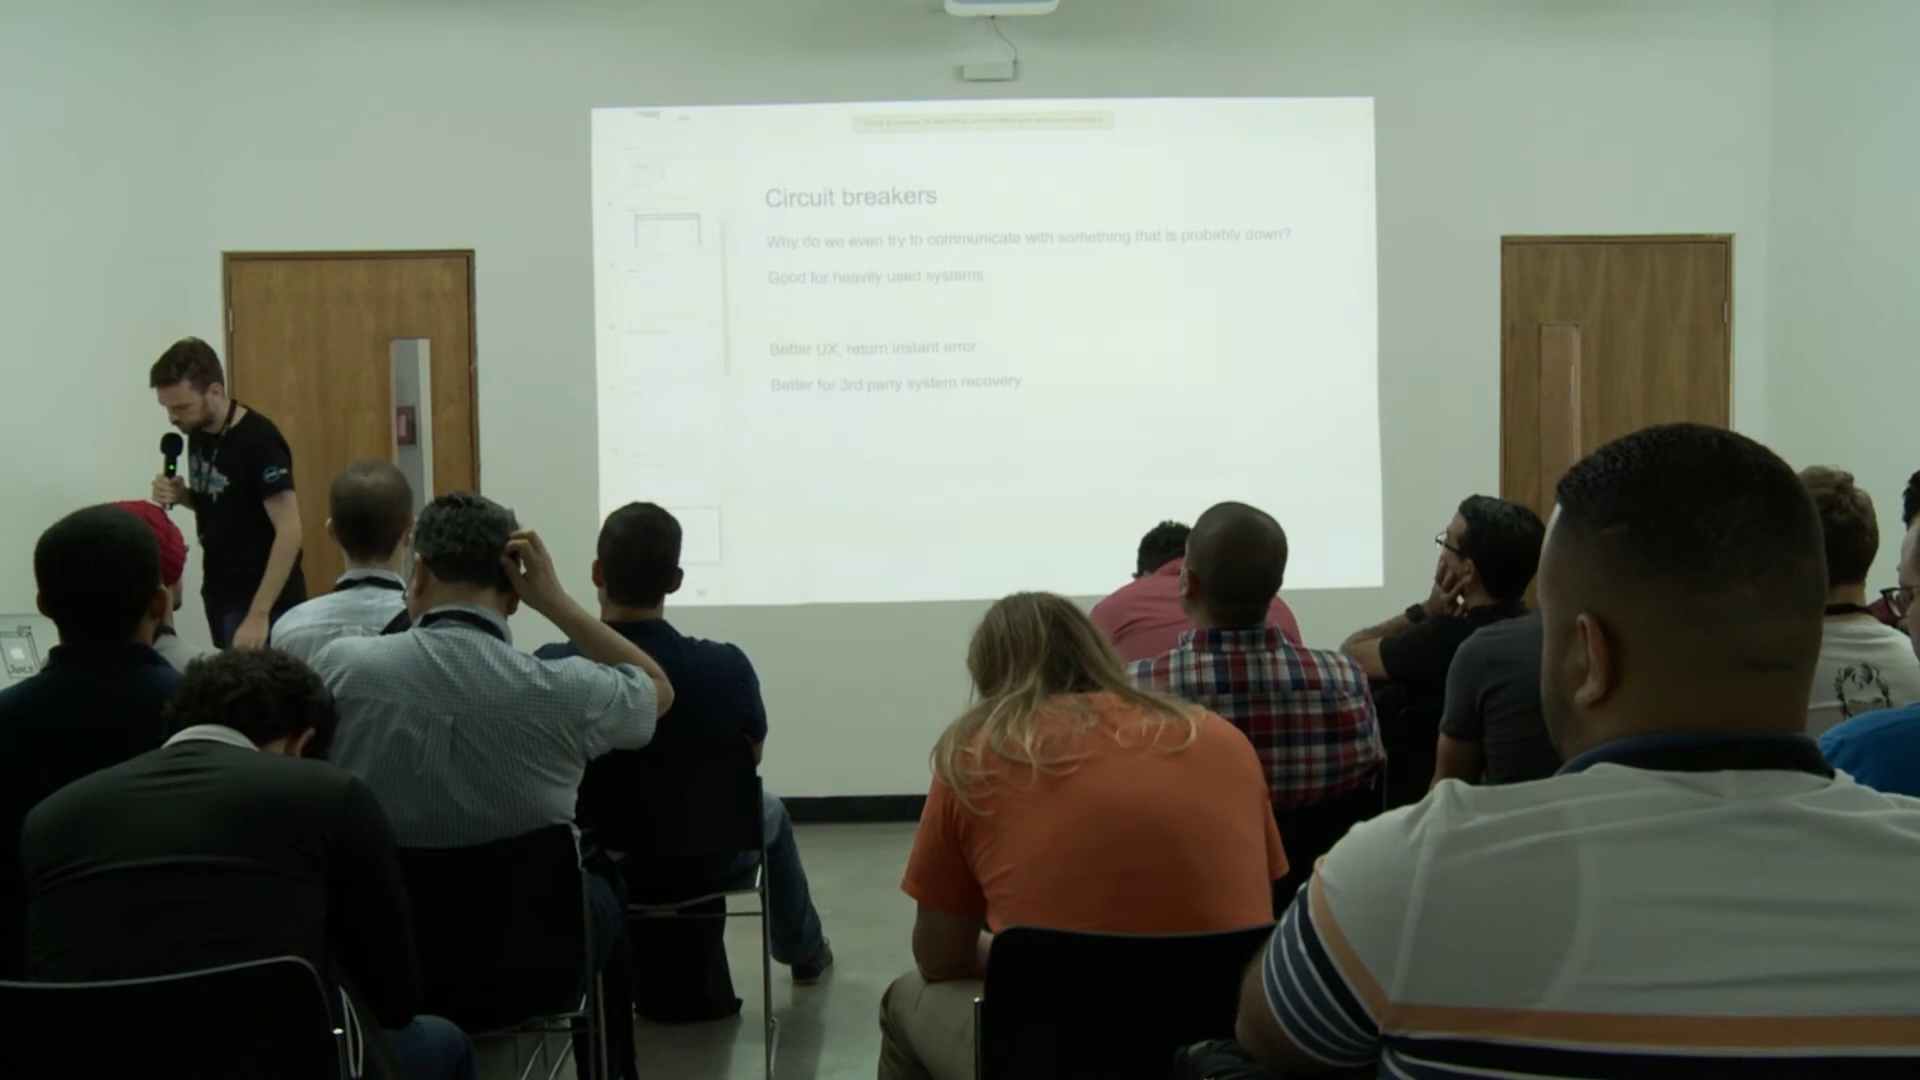 Circuit breakers
Why do we even try to communicate with something that is probably down?
Good for heavily used systems
Better UX, return instant error
Better for 3rd party system recovery